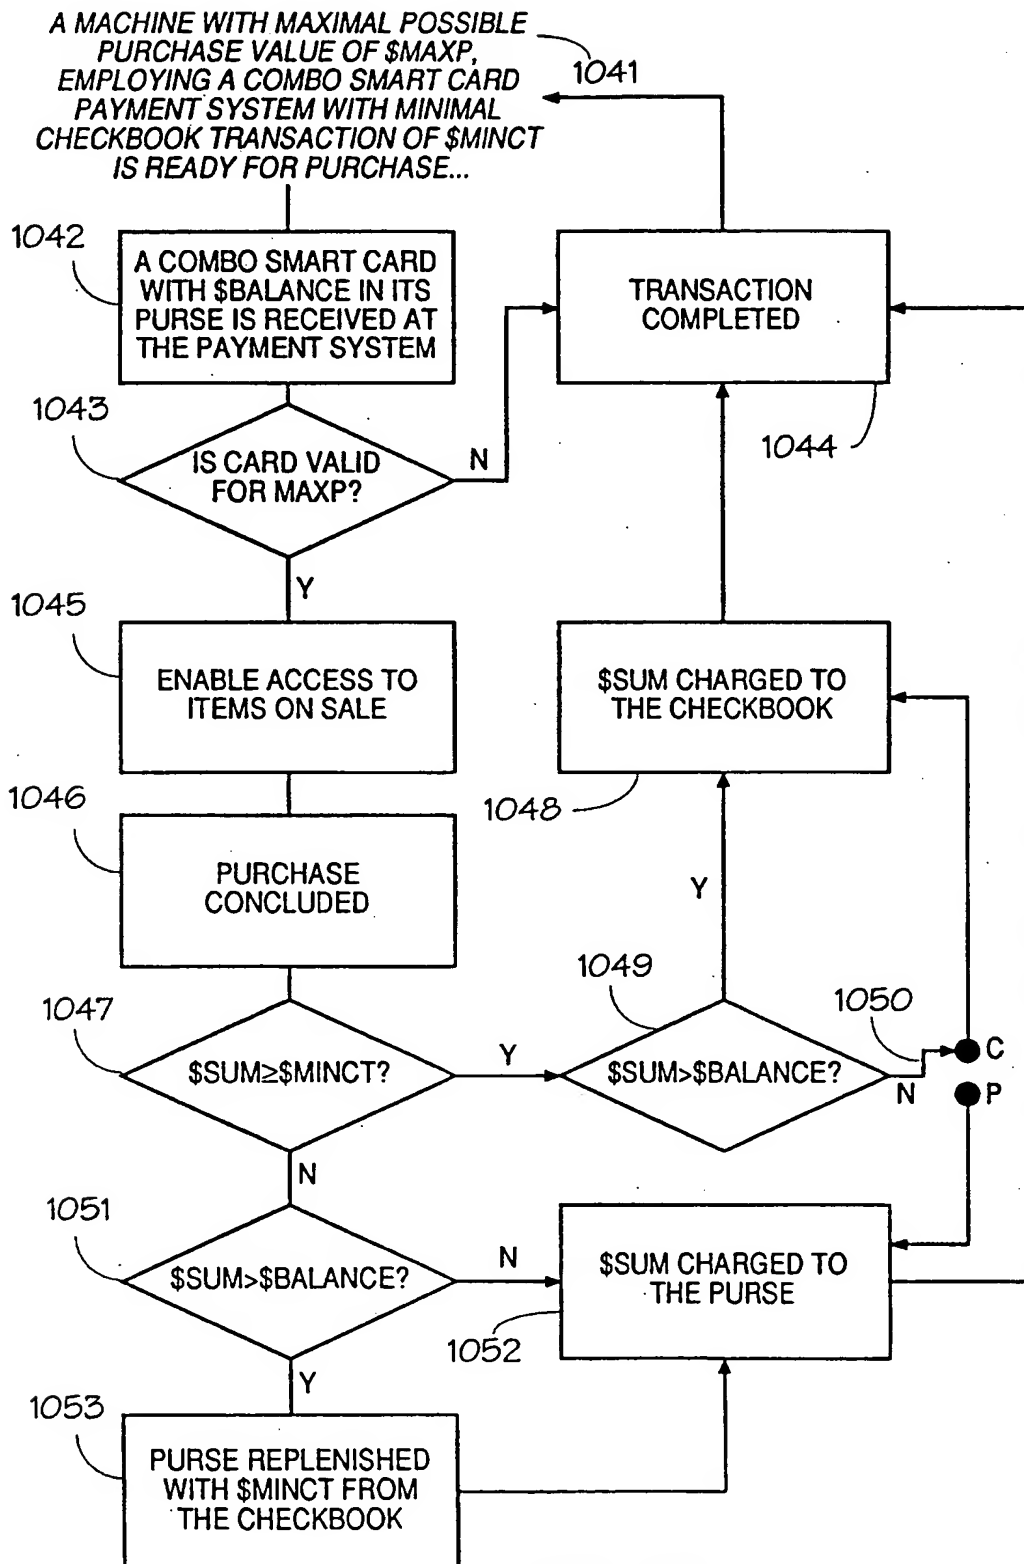 A MACHINE WITH MAXIMAL POSSIBLE
PURCHASE VALUE OF $MAXP,
EMPLOYING A COMBO SMART CARD
PAYMENT SYSTEM WITH MINIMAL
CHECKBOOK TRANSACTION OF $MINCT
IS READY FOR PURCHASE...
1041
1042
A COMBO SMART CARD
WITH $BALANCE IN ITS
PURSE IS RECEIVED AT
THE PAYMENT SYSTEM
TRANSACTION
COMPLETED
1044
1043
IS CARD VALID
FOR MAXP?
N
Y
1045
ENABLE ACCESS TO
ITEMS ON SALE
$SUM CHARGED TO
THE CHECKBOOK
1048
1046
PURCHASE
CONCLUDED
Y
1047
$SUM≥$MINCT?
Y
1049
$SUM>$BALANCE?
1050
N
C
P
N
1051
$SUM>$BALANCE?
N
$SUM CHARGED TO
THE PURSE
1052
Y
1053
PURSE REPLENISHED
WITH $MINCT FROM
THE CHECKBOOK